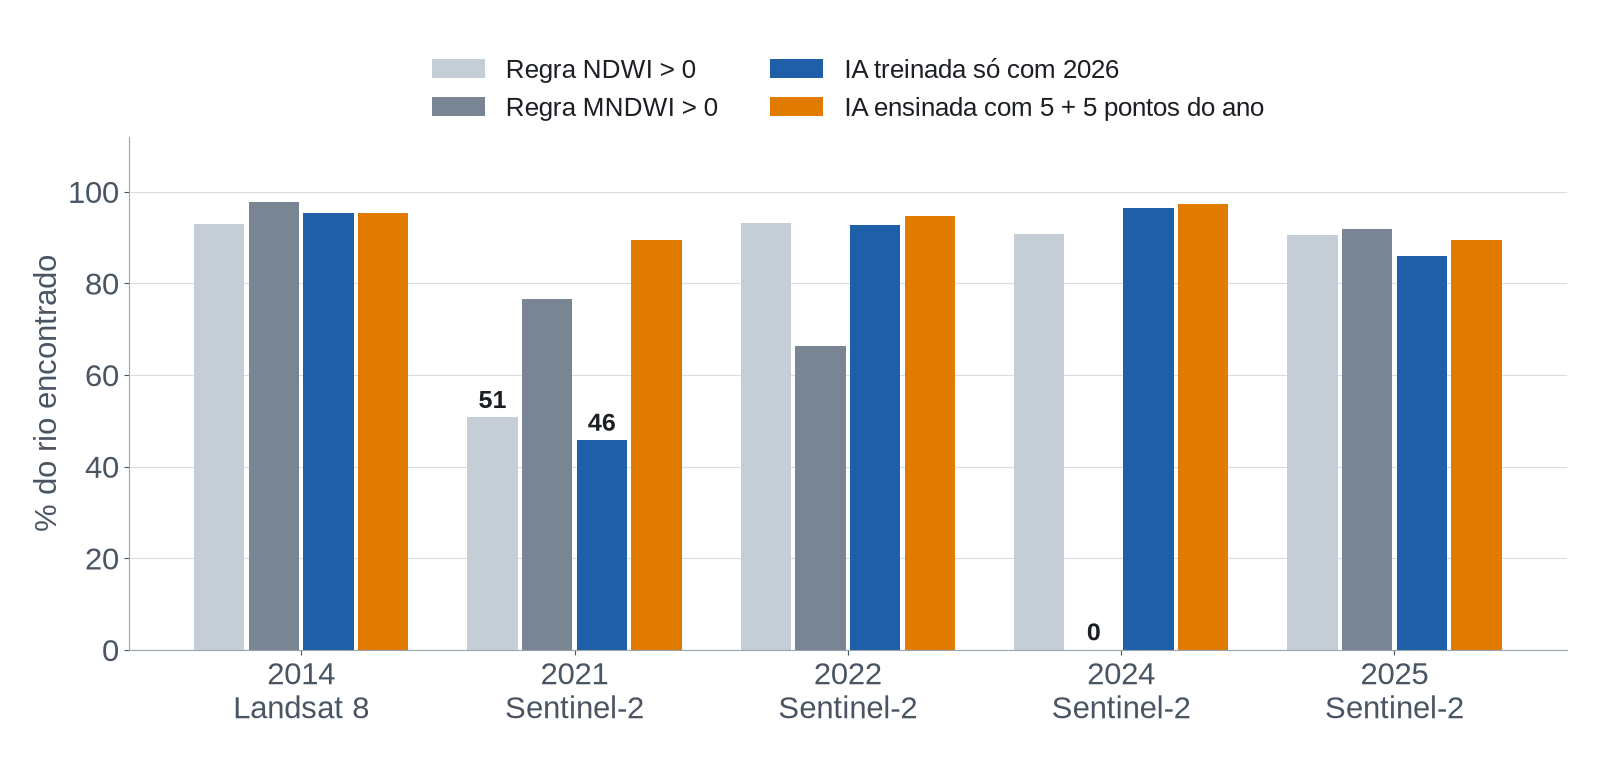 Regra NDWI > 0
Regra MNDWI > 0
IA treinada só com 2026
IA ensinada com 5 + 5 pontos do ano
% do rio encontrado
100
80
60
40
20
0
51
46
0
2014
Landsat 8
2021
Sentinel-2
2022
Sentinel-2
2024
Sentinel-2
2025
Sentinel-2